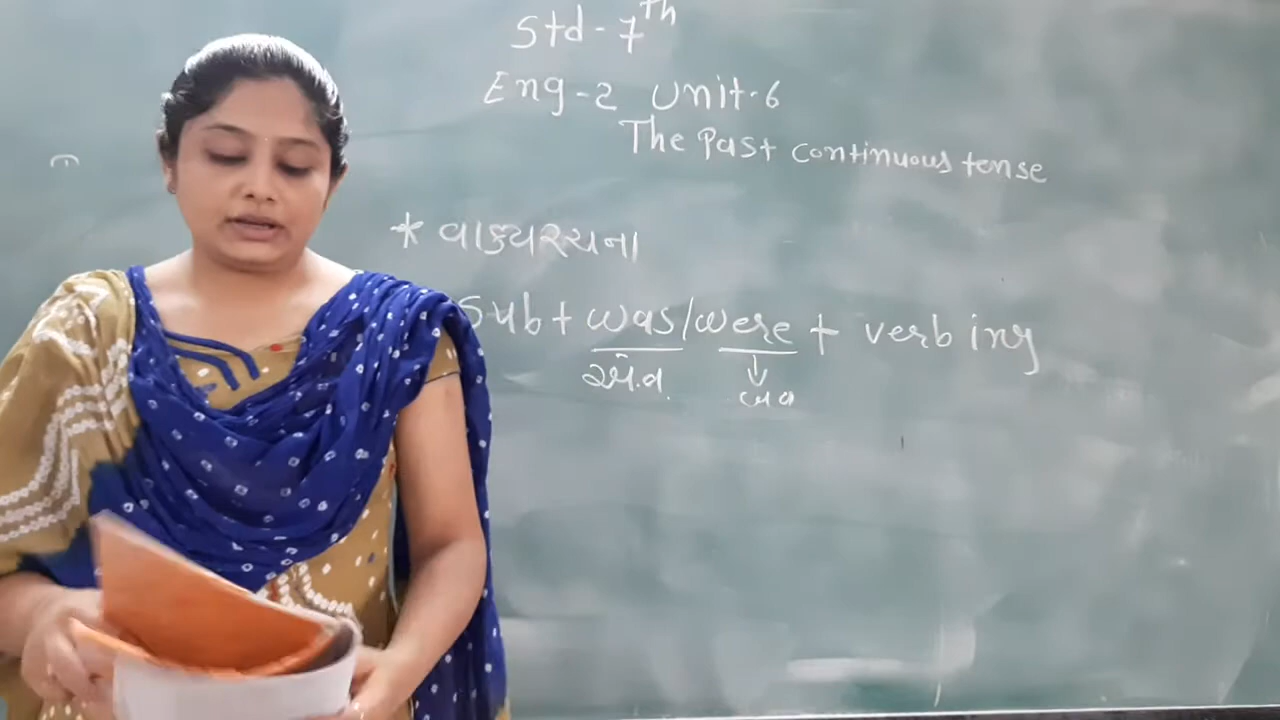 Std-7th
Eng-2 Unit-6
The Past continuous tense
* વાક્યરચના
Sub + was/were + verb ing
એ.વ. બ.વ